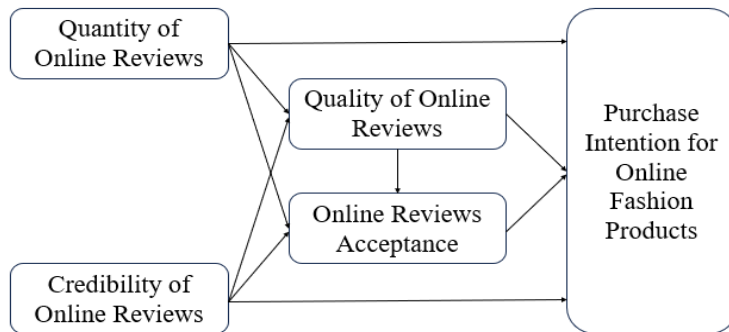 Quantity of
Online Reviews
Quality of Online
Reviews
Online Reviews
Acceptance
Credibility of
Online Reviews
Purchase
Intention for
Online
Fashion
Products